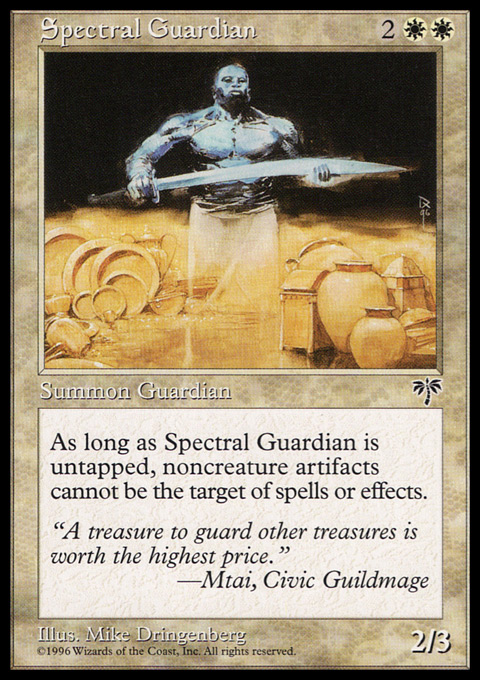 Spectral Guardian 2
Summon Guardian
As long as Spectral Guardian is
untapped, noncreature artifacts
cannot be the target of spells or effects.
“A treasure to guard other treasures is
worth the highest price.”
—Mtai, Civic Guildmage
Illus. Mike Dringenberg
©1996 Wizards of the Coast, Inc. All rights reserved.
2/3